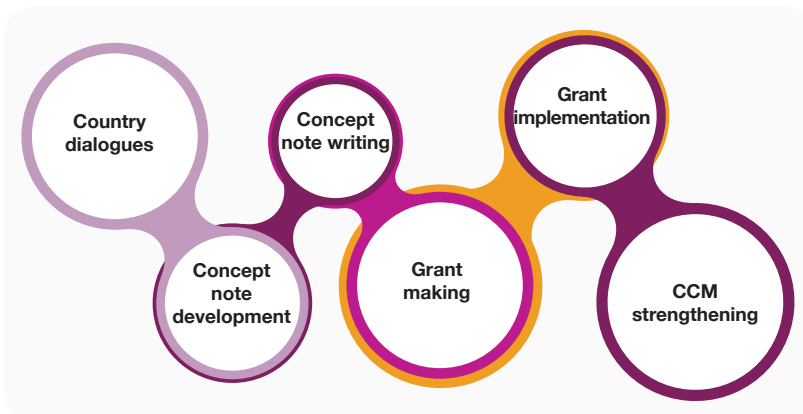 Country
dialogues
Concept
note
development
Concept
note writing
Grant
making
Grant
implementation
CCM
strengthening